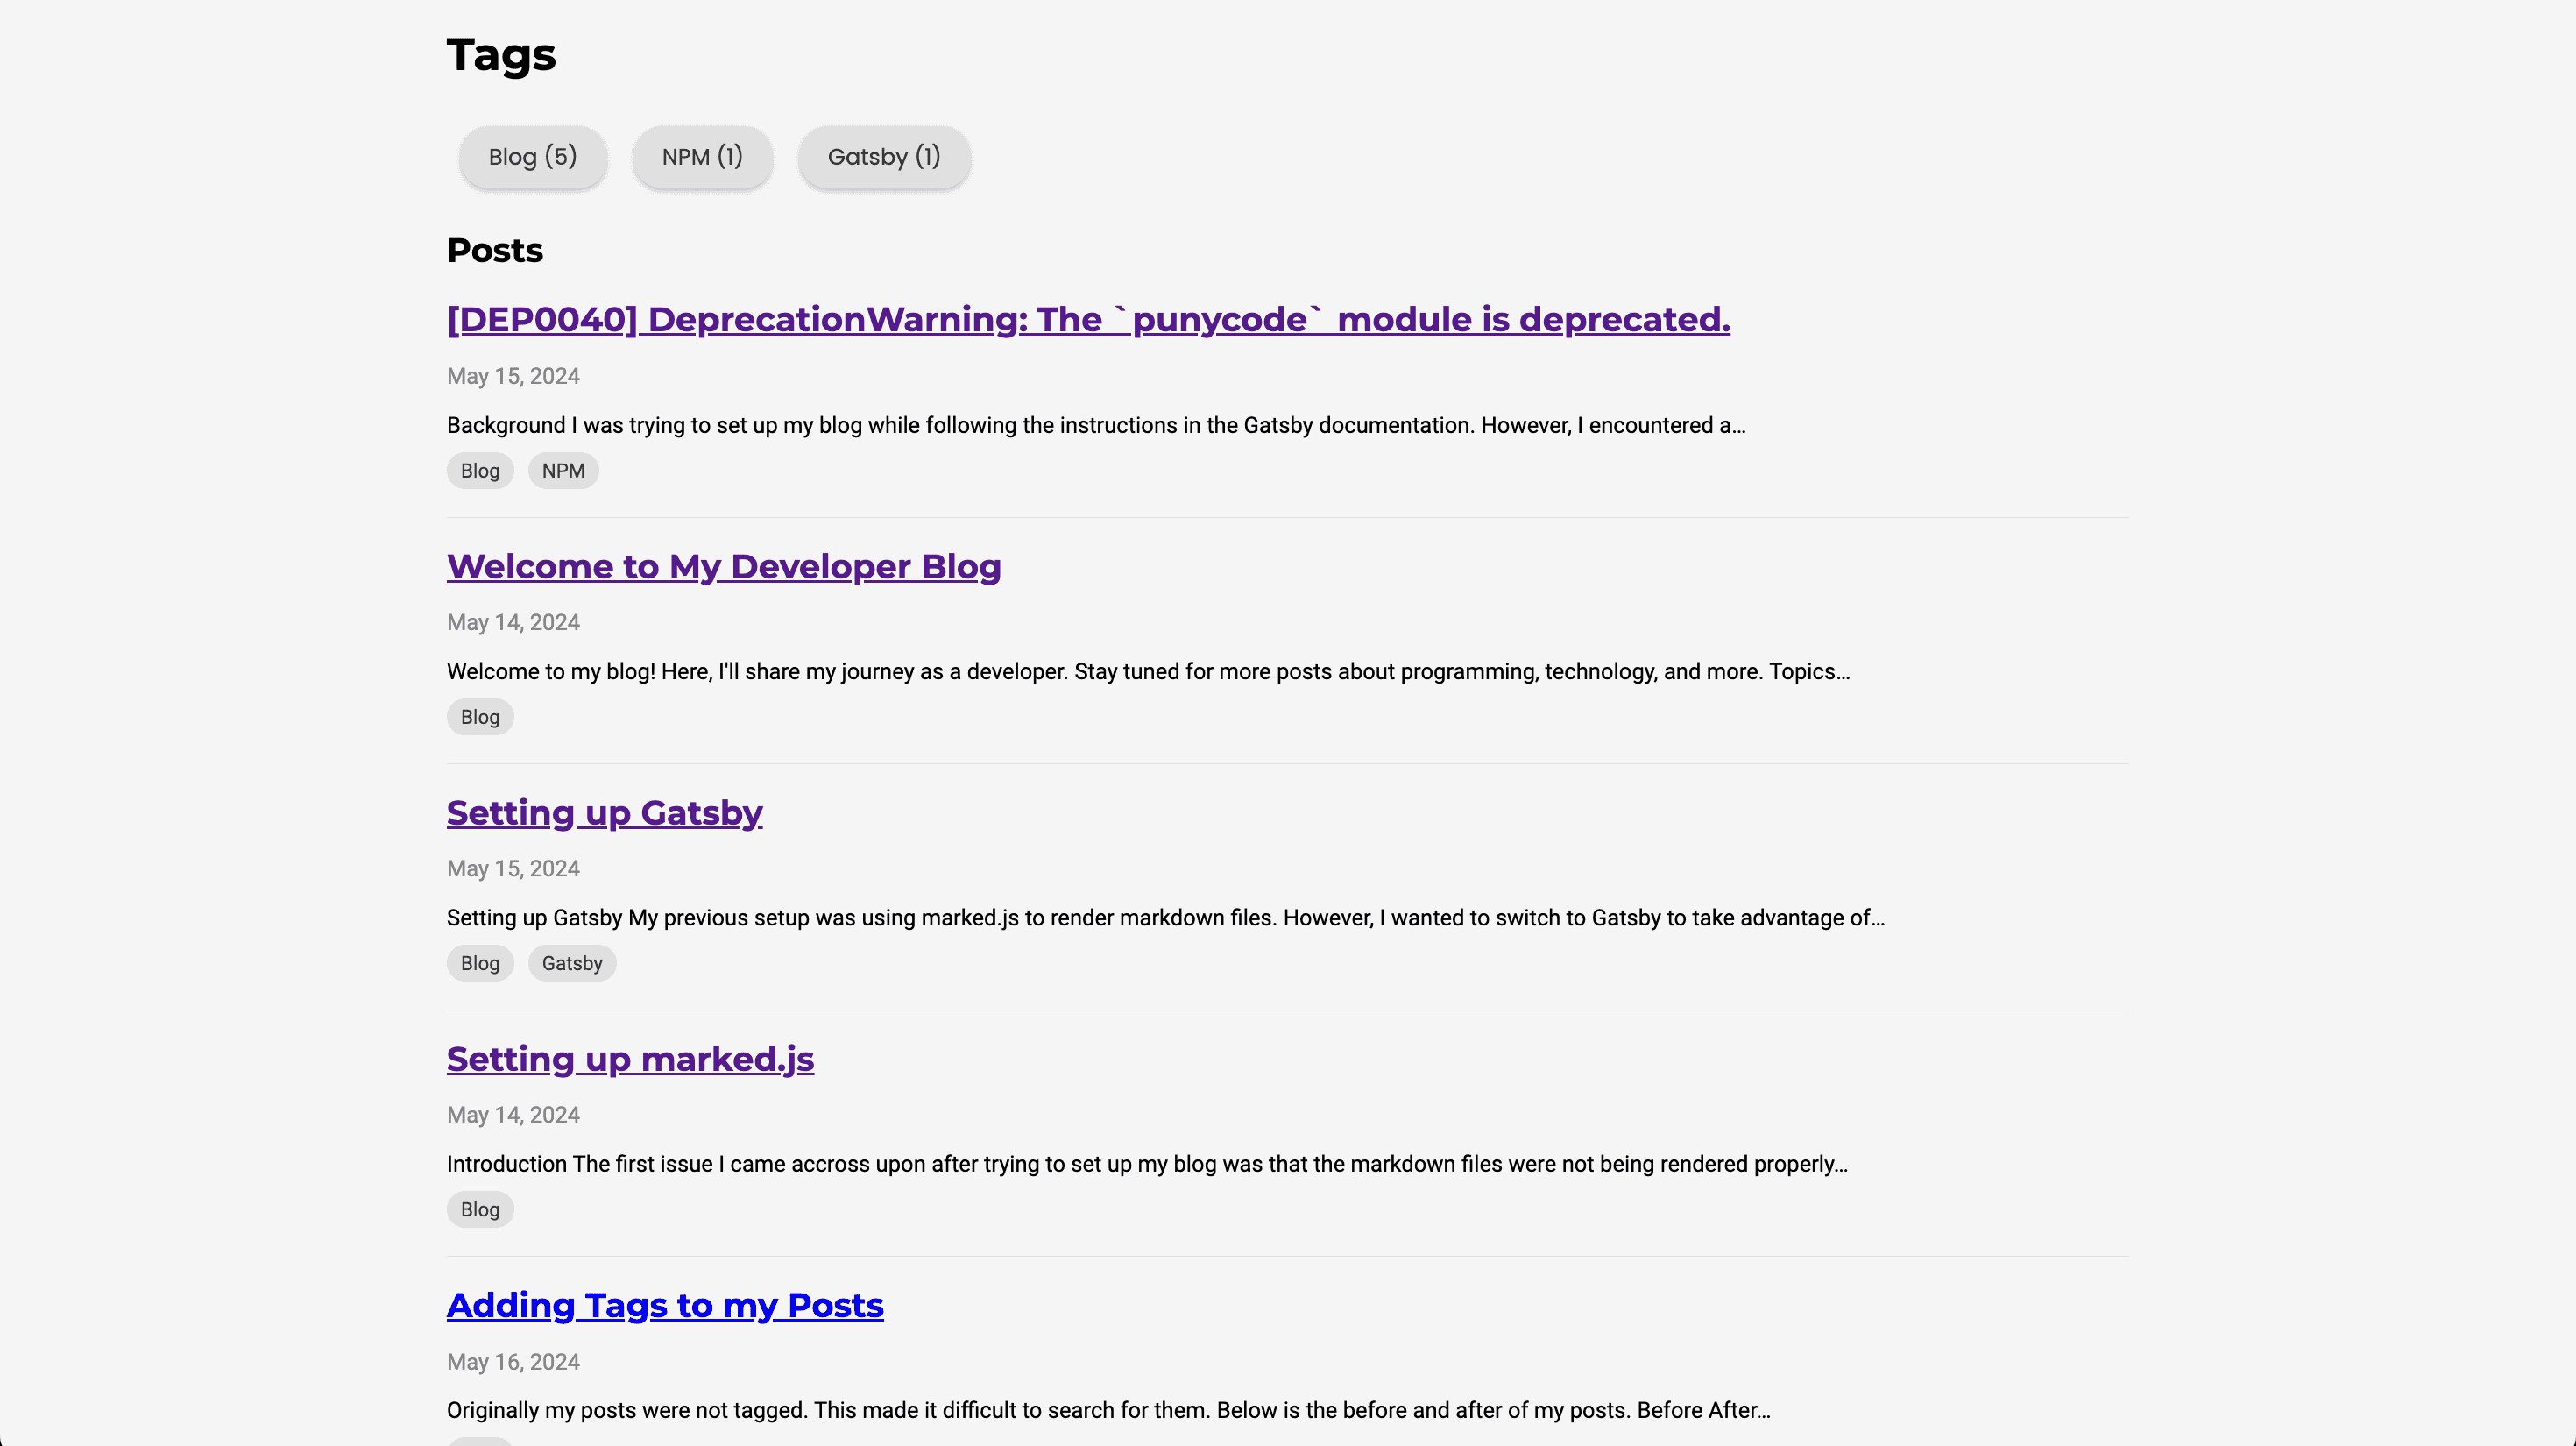 Tags
Blog (5) NPM (1) Gatsby (1)
Posts
[DEP0040] DeprecationWarning: The `punycode` module is deprecated.
May 15, 2024
Background I was trying to set up my blog while following the instructions in the Gatsby documentation. However, I encountered a…
Blog NPM
Welcome to My Developer Blog
May 14, 2024
Welcome to my blog! Here, I'll share my journey as a developer. Stay tuned for more posts about programming, technology, and more. Topics…
Blog
Setting up Gatsby
May 15, 2024
Setting up Gatsby My previous setup was using marked.js to render markdown files. However, I wanted to switch to Gatsby to take advantage of…
Blog Gatsby
Setting up marked.js
May 14, 2024
Introduction The first issue I came accross upon after trying to set up my blog was that the markdown files were not being rendered properly…
Blog
Adding Tags to my Posts
May 16, 2024
Originally my posts were not tagged. This made it difficult to search for them. Below is the before and after of my posts. Before After…